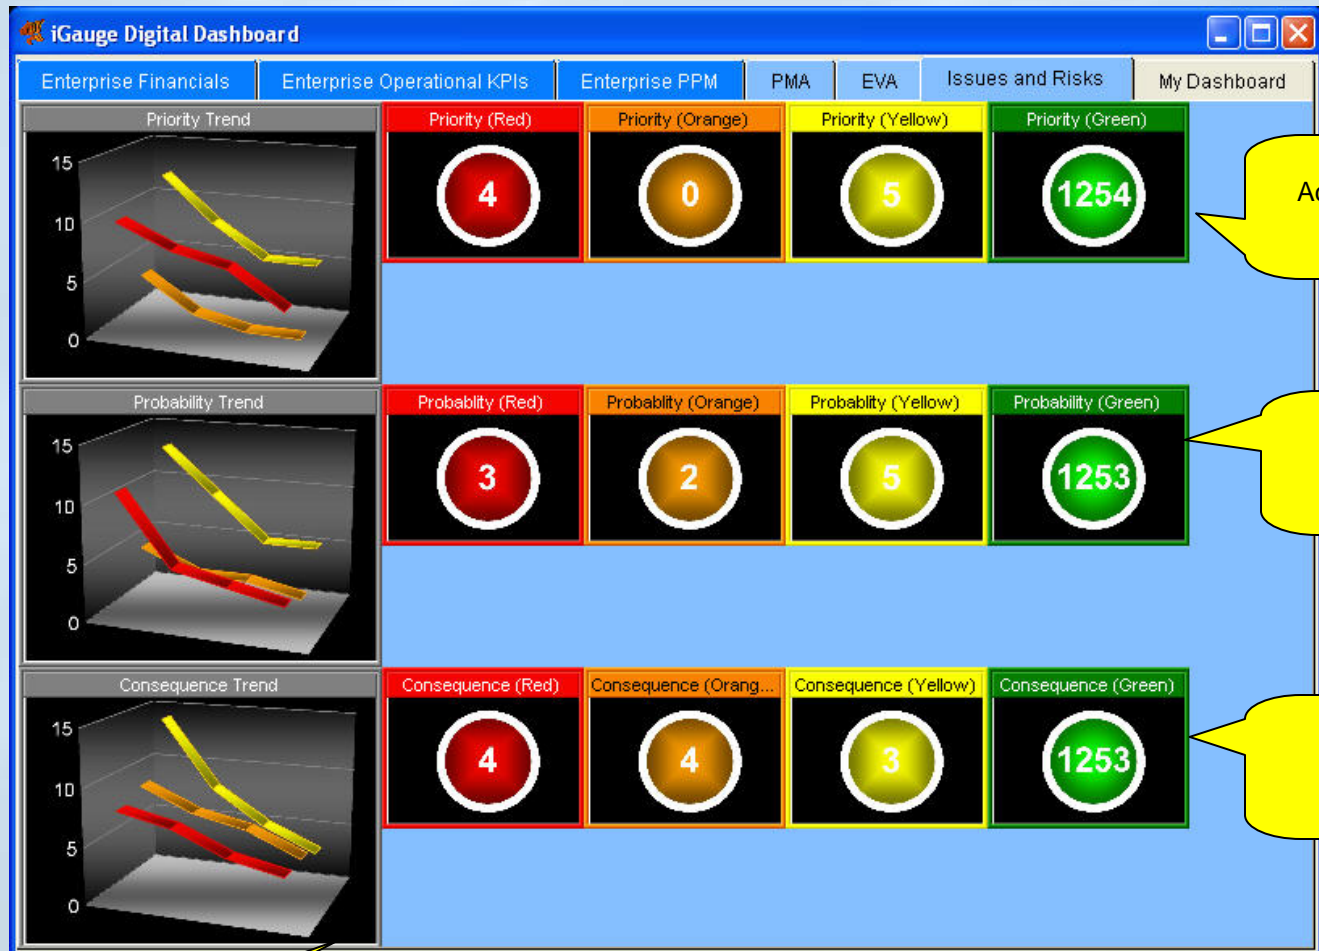 iGauge Digital Dashboard
Enterprise Financials Enterprise Operational KPIs Enterprise PPM PMA EVA Issues and Risks My Dashboard
Priority Trend Priority (Red) Priority (Orange) Priority (Yellow) Priority (Green)
15
10
5
0
4 0 5 1254
Probability Trend Probablity (Red) Probablity (Orange) Probablity (Yellow) Probablility (Green)
15
10
5
0
3 2 5 1253
Consequence Trend Consequence (Red) Consequence (Orang... Consequence (Yellow) Consequence (Green)
15
10
5
0
4 4 3 1253